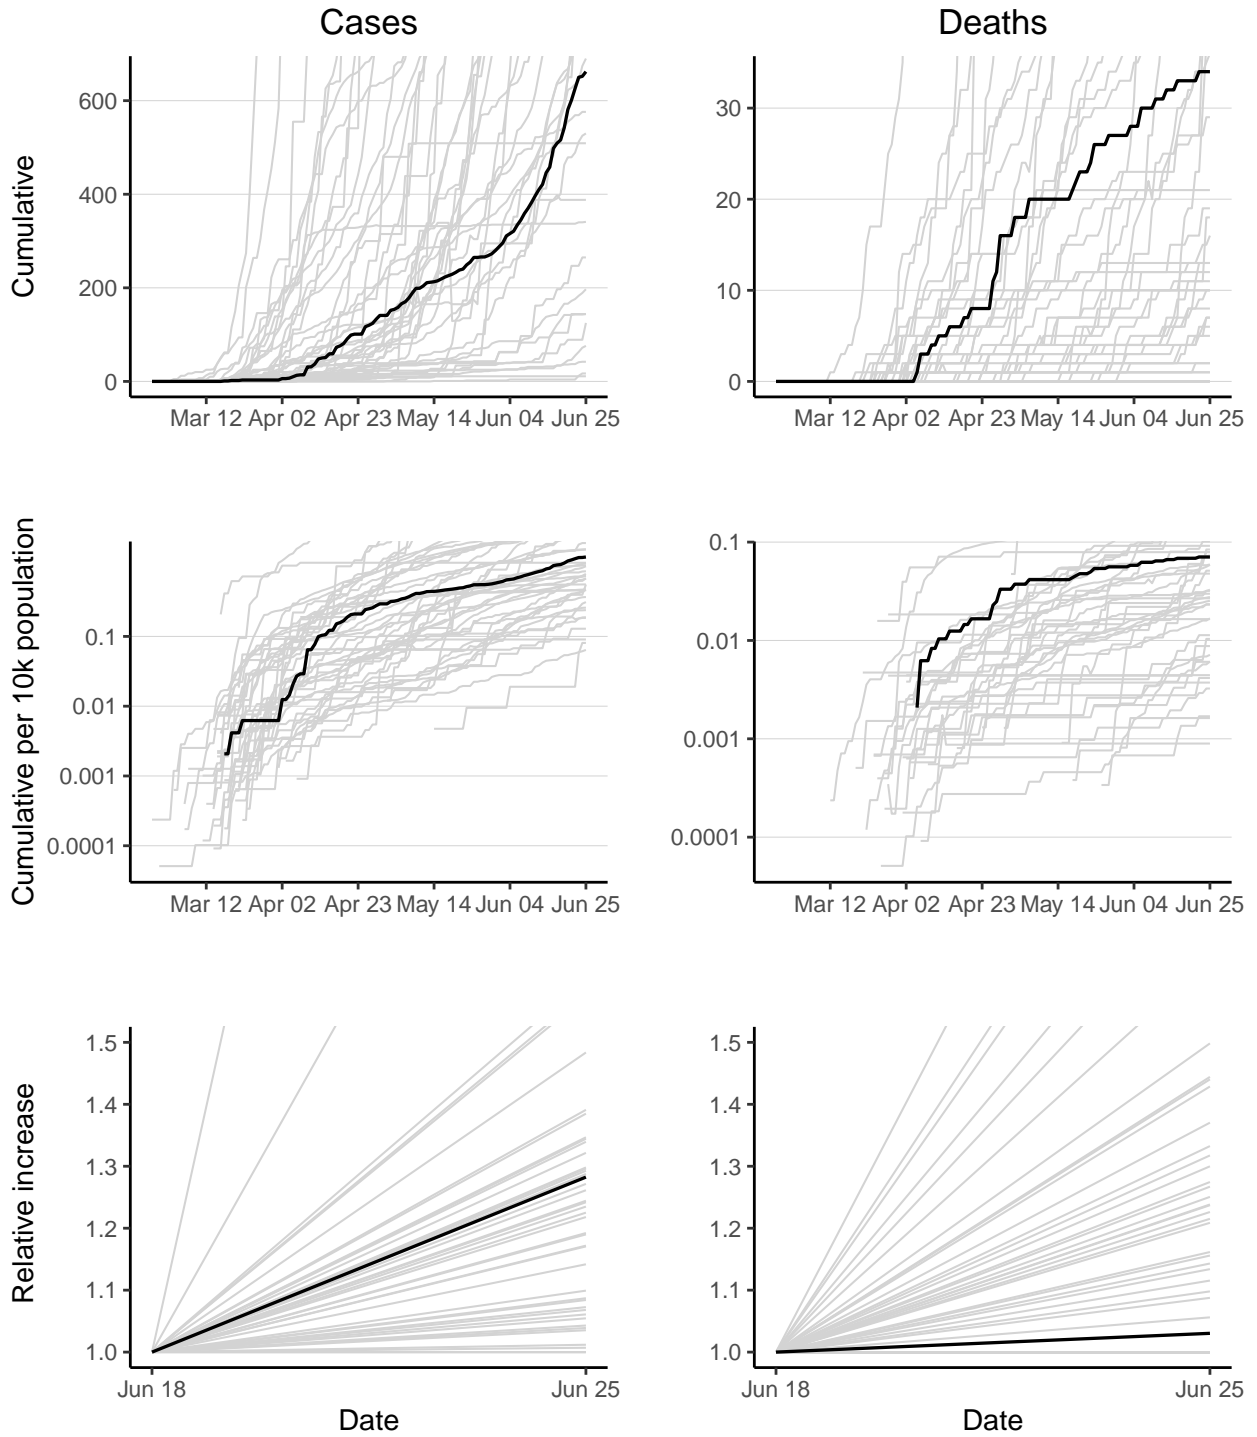 Cases
Deaths
Cumulative
600
400
200
0
30
20
10
0
Mar 12 Apr 02 Apr 23 May 14 Jun 04 Jun 25
Mar 12 Apr 02 Apr 23 May 14 Jun 04 Jun 25
Cumulative per 10k population
0.1
0.01
0.001
0.0001
0.1
0.01
0.001
0.0001
Mar 12 Apr 02 Apr 23 May 14 Jun 04 Jun 25
Mar 12 Apr 02 Apr 23 May 14 Jun 04 Jun 25
Relative increase
1.5
1.4
1.3
1.2
1.1
1.0
1.5
1.4
1.3
1.2
1.1
1.0
Jun 18 Jun 25
Jun 18 Jun 25
Date
Date